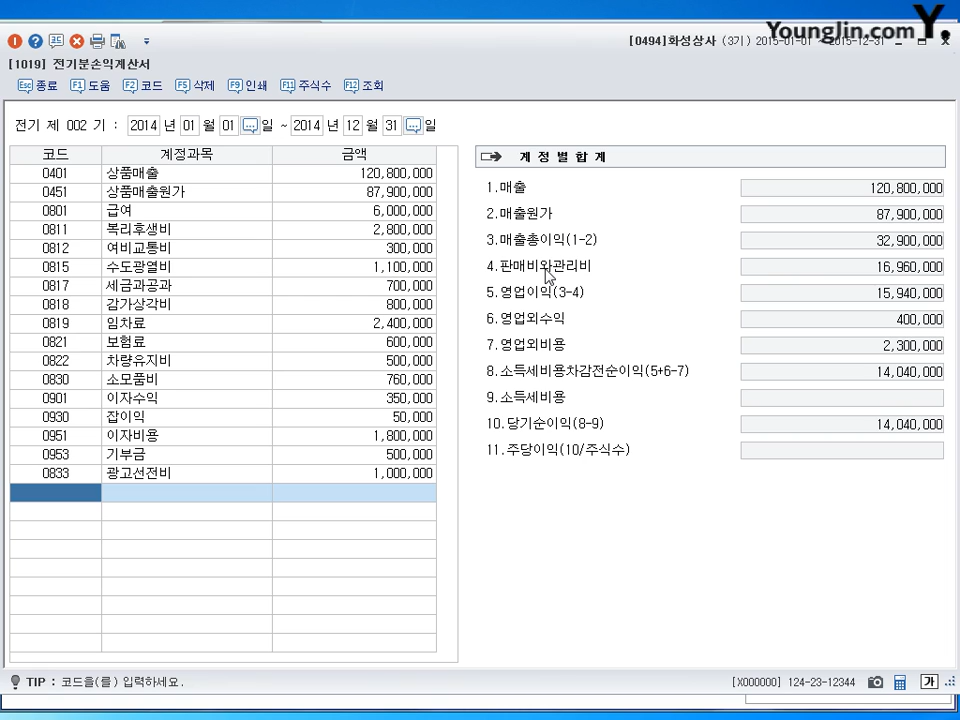 YoungJin.com Y.
[0494]화성상사 (3기) 2015-01-01 ~ 2015-12-31
[1019] 전기분손익계산서
Esc 종료 F1 도움 F2 코드 F5 삭제 F9 인쇄 F11 주식수 F12 조회
전기 제 002 기 : 2014 년 01 월 01 일 ~ 2014 년 12 월 31 일
코드 계정과목 금액
0401 상품매출 120,800,000
0451 상품매출원가 87,900,000
0801 급여 6,000,000
0811 복리후생비 2,800,000
0812 여비교통비 300,000
0815 수도광열비 1,100,000
0817 세금과공과 700,000
0818 감가상각비 800,000
0819 임차료 2,400,000
0821 보험료 600,000
0822 차량유지비 500,000
0830 소모품비 760,000
0901 이자수익 350,000
0930 잡이익 50,000
0951 이자비용 1,800,000
0953 기부금 500,000
0833 광고선전비 1,000,000
계 정 별 합 계
1.매출 120,800,000
2.매출원가 87,900,000
3.매출총이익(1-2) 32,900,000
4.판매비와관리비 16,960,000
5.영업이익(3-4) 15,940,000
6.영업외수익 400,000
7.영업외비용 2,300,000
8.소득세비용차감전순이익(5+6-7) 14,040,000
9.소득세비용
10.당기순이익(8-9) 14,040,000
11.주당이익(10/주식수)
TIP : 코드을(를) 입력하세요.
[X000000] 124-23-12344 가